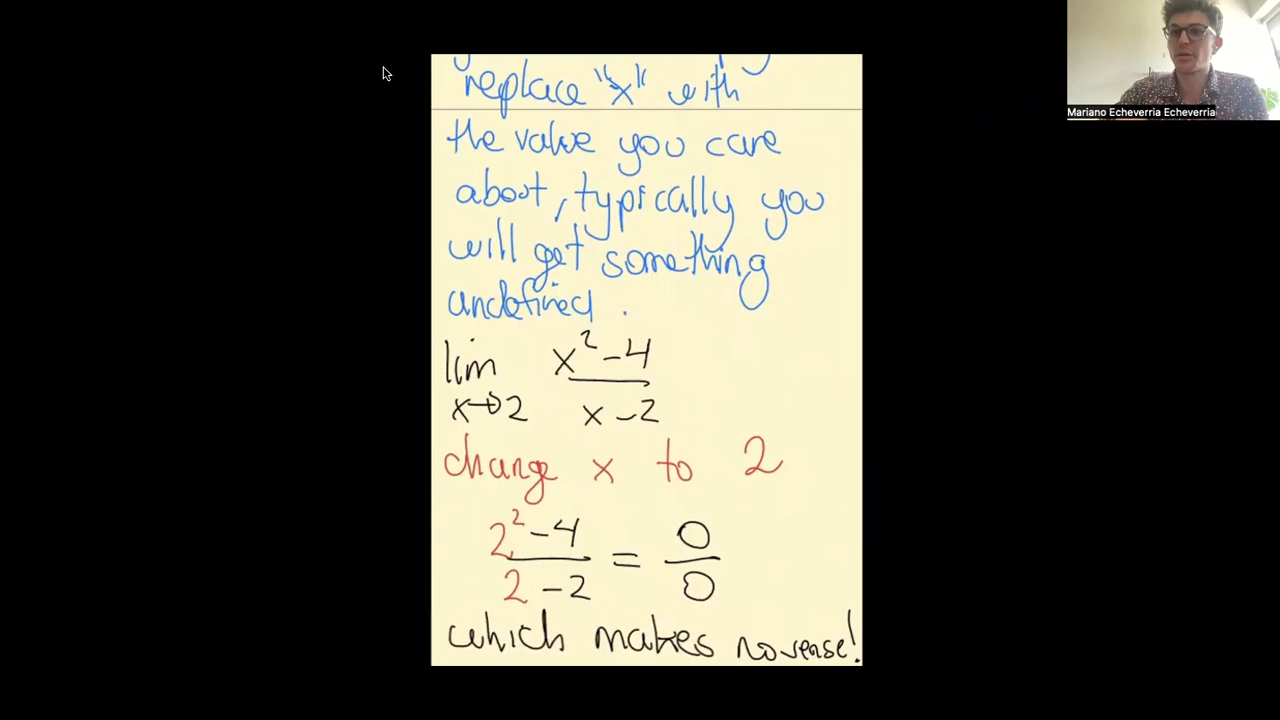 replace "x" with
the value you care
about, typically you
will get something
undefined.
lim x²-4
x→2 x-2
change x to 2
2²-4 = 0
2-2 0
which makes no sense!
Mariano Echeverria Echeverria